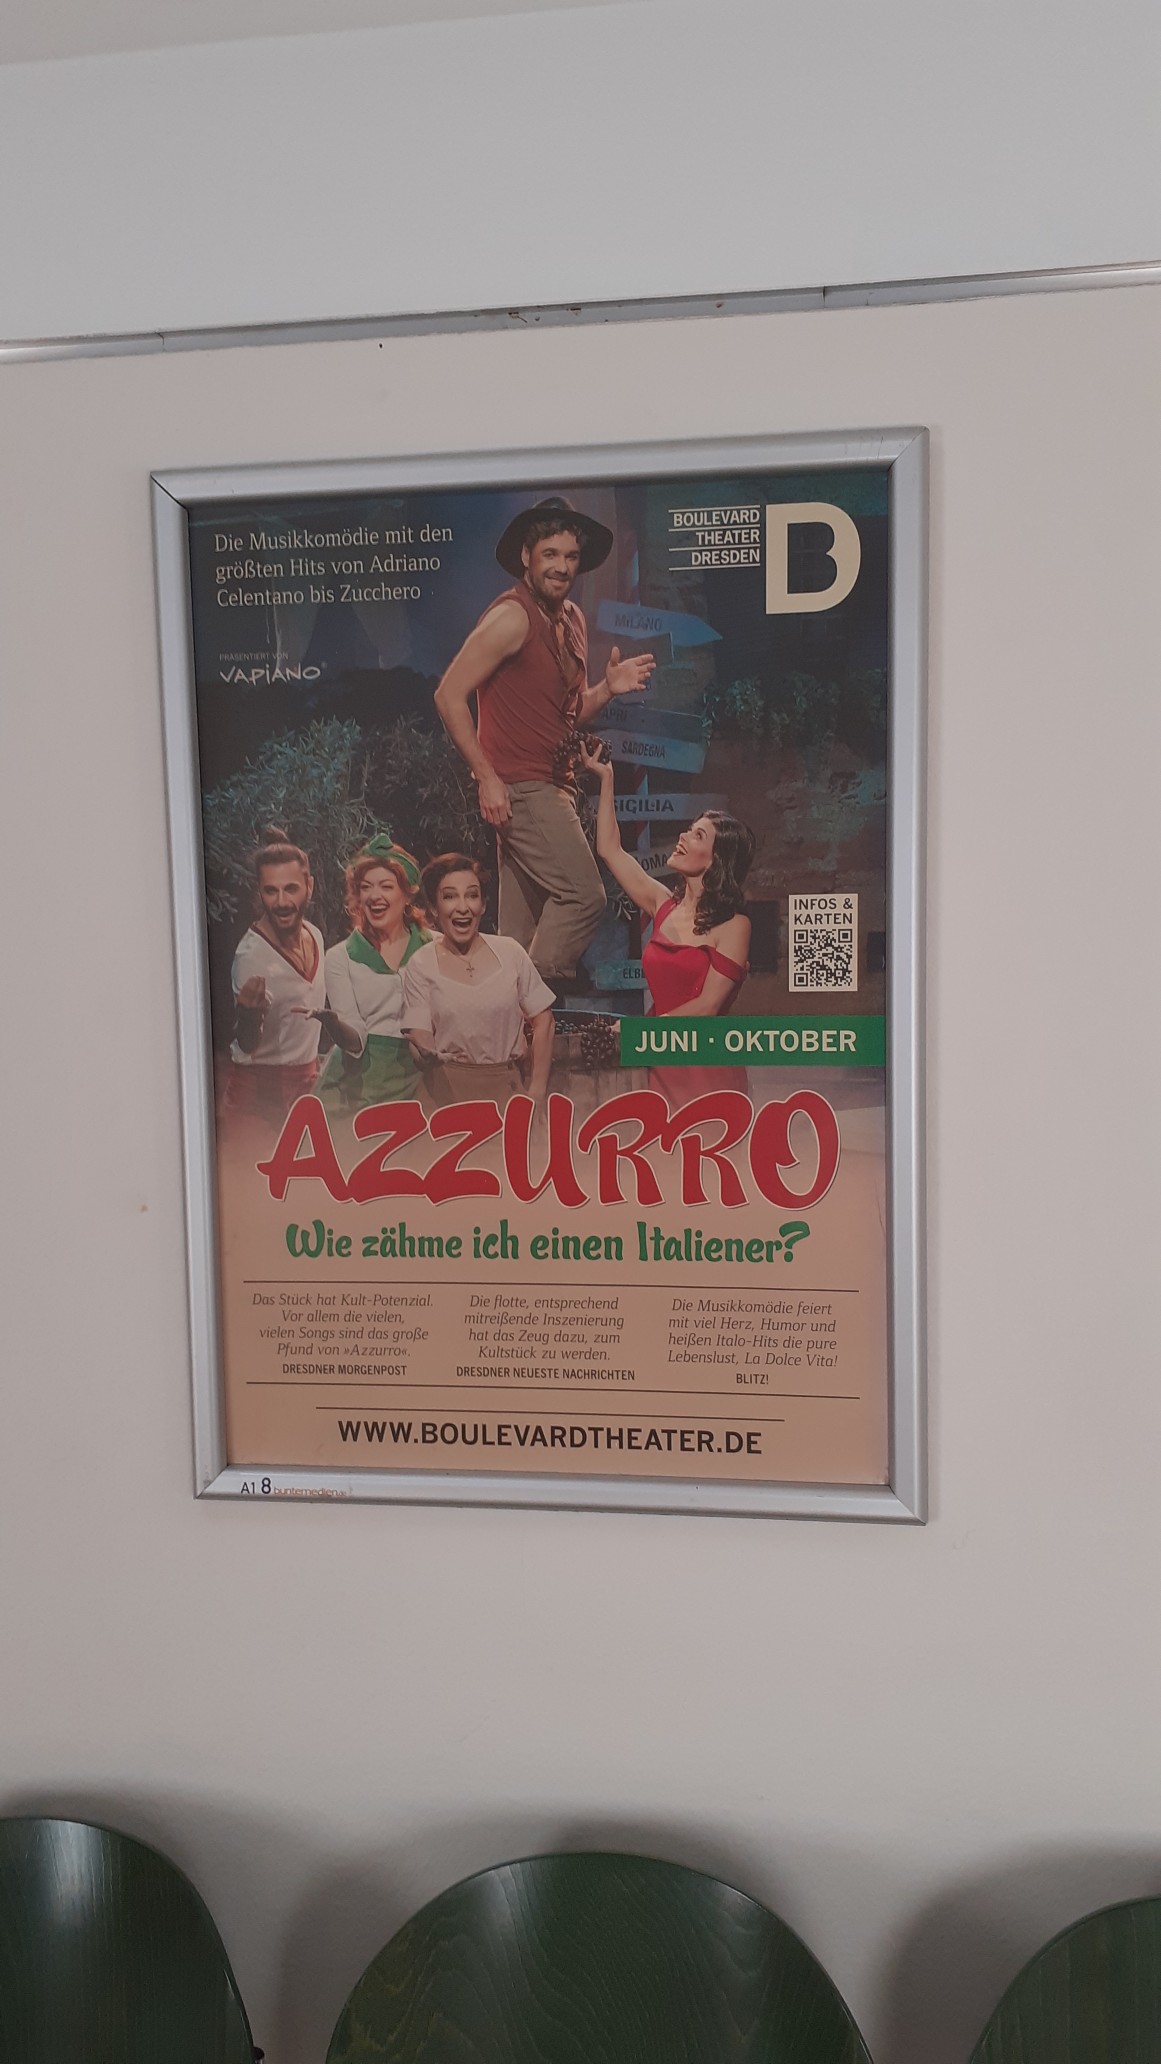 Die Musikkomödie mit den
größten Hits von Adriano
Celentano bis Zucchero
PRÄSENTIERT VON
VAPIANO®
BOULEVARD
THEATER
DRESDEN
B
MILANO
SARDEGNA
SIGILIA
INFOS &
KARTEN
JUNI · OKTOBER
AZZURRO
Wie zähme ich einen Italiener?
Das Stück hat Kult-Potenzial.
Vor allem die vielen,
vielen Songs sind das große
Pfund von »Azzurro«.
DRESDNER MORGENPOST
Die flotte, entsprechend
mitreißende Inszenierung
hat das Zeug dazu, zum
Kultstück zu werden.
DRESDNER NEUESTE NACHRICHTEN
Die Musikkomödie feiert
mit viel Herz, Humor und
heißen Italo-Hits die pure
Lebenslust, La Dolce Vita!
BLITZ!
WWW.BOULEVARDTHEATER.DE
A1 8 buntemedien.de